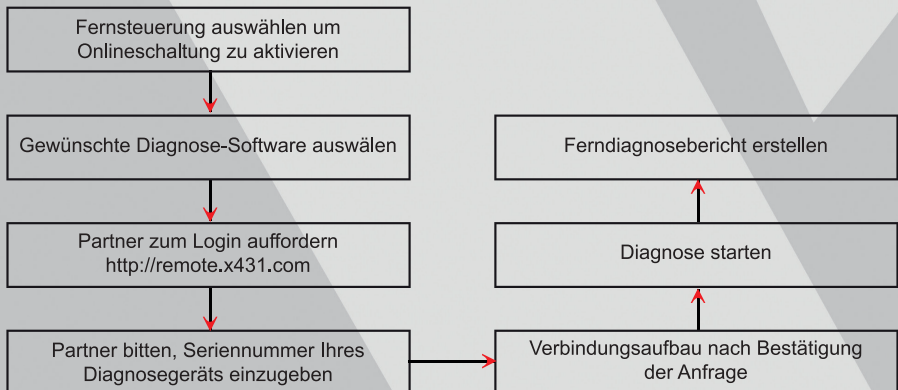 Fernsteuerung auswählen um
Onlineschaltung zu aktivieren
Gewünschte Diagnose-Software auswälen
Partner zum Login auffordern
http://remote.x431.com
Partner bitten, Seriennummer Ihres
Diagnosegeräts einzugeben
Verbindungsaufbau nach Bestätigung
der Anfrage
Diagnose starten
Ferndiagnosebericht erstellen